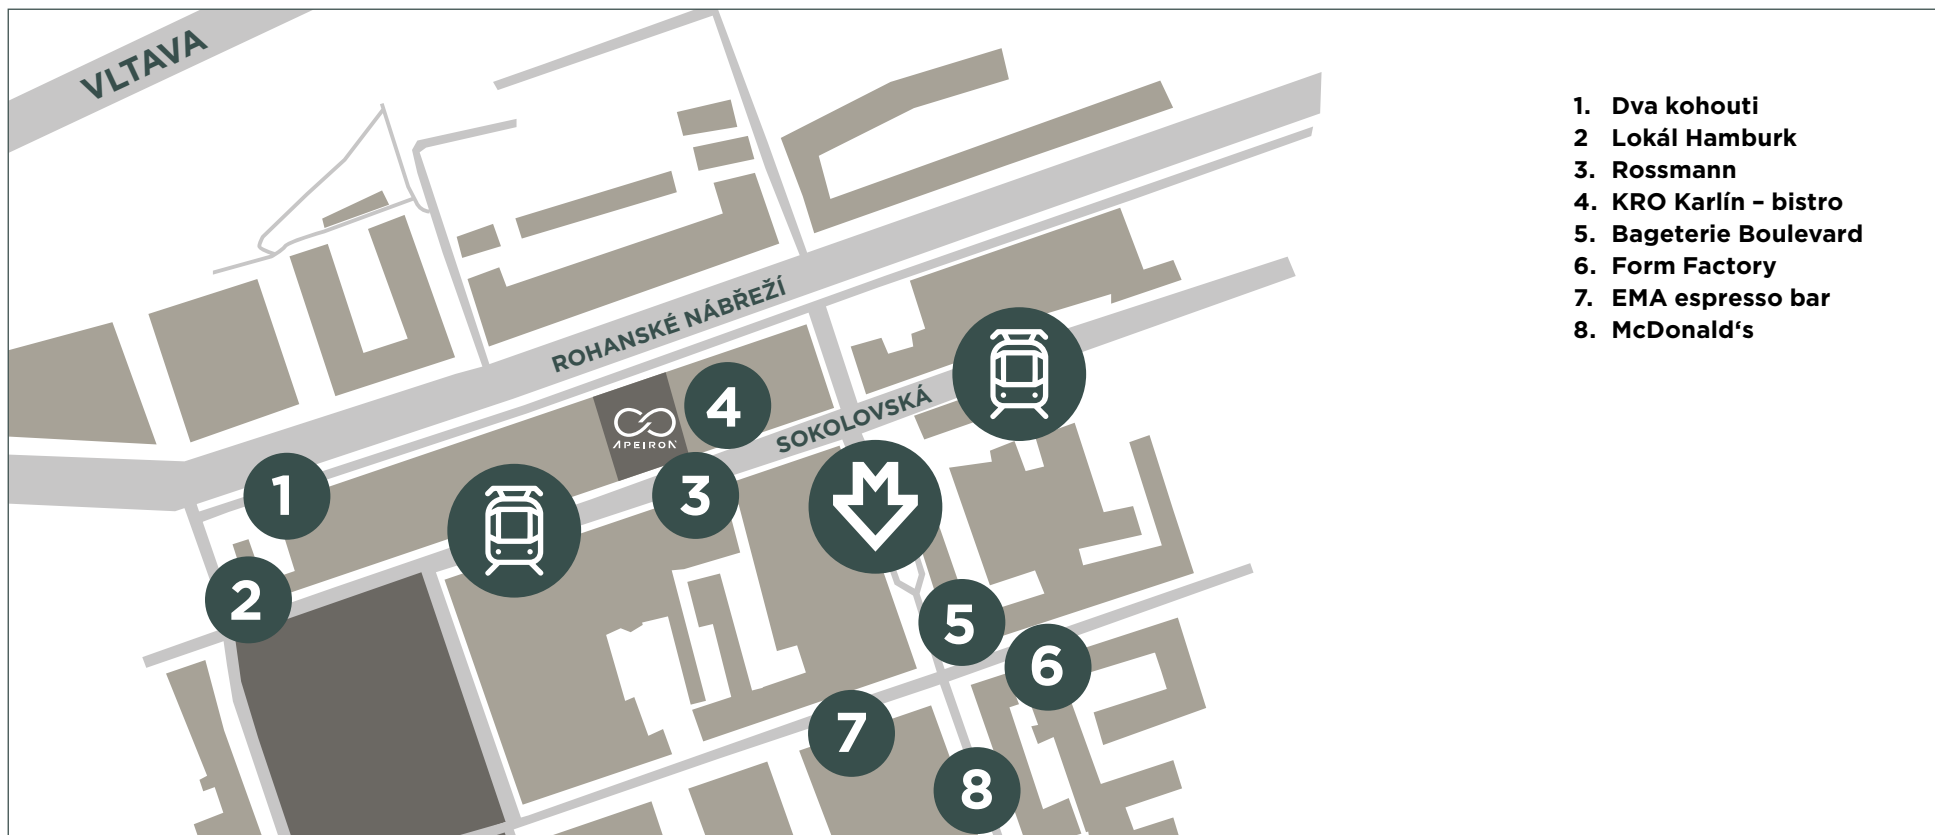 VLTAVA
ROHANSKÉ NÁBŘEŽÍ
SOKOLOVSKÁ
APEIRON
1
2
3
4
5
6
7
8
M
1. Dva kohouti
2 Lokál Hamburk
3. Rossmann
4. KRO Karlín – bistro
5. Bageterie Boulevard
6. Form Factory
7. EMA espresso bar
8. McDonald‘s